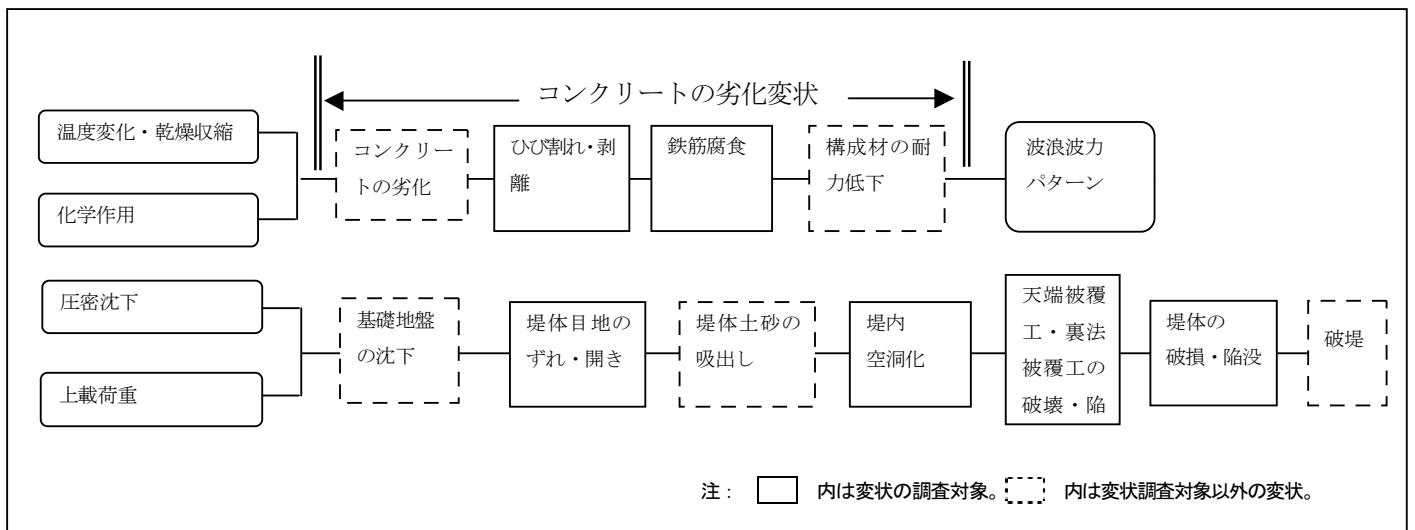 コンクリートの劣化変状
温度変化・乾燥収縮
化学作用
コンクリー
トの劣化
ひび割れ・剥
離
鉄筋腐食
構成材の耐
力低下
波浪波力
パターン
圧密沈下
上載荷重
基礎地盤
の沈下
堤体目地の
ずれ・開き
堤体土砂の
吸出し
堤内
空洞化
天端被覆
工・裏法
被覆工の
破壊・陥
堤体の
破損・陥没
破堤
注： 内は変状の調査対象。 内は変状調査対象以外の変状。